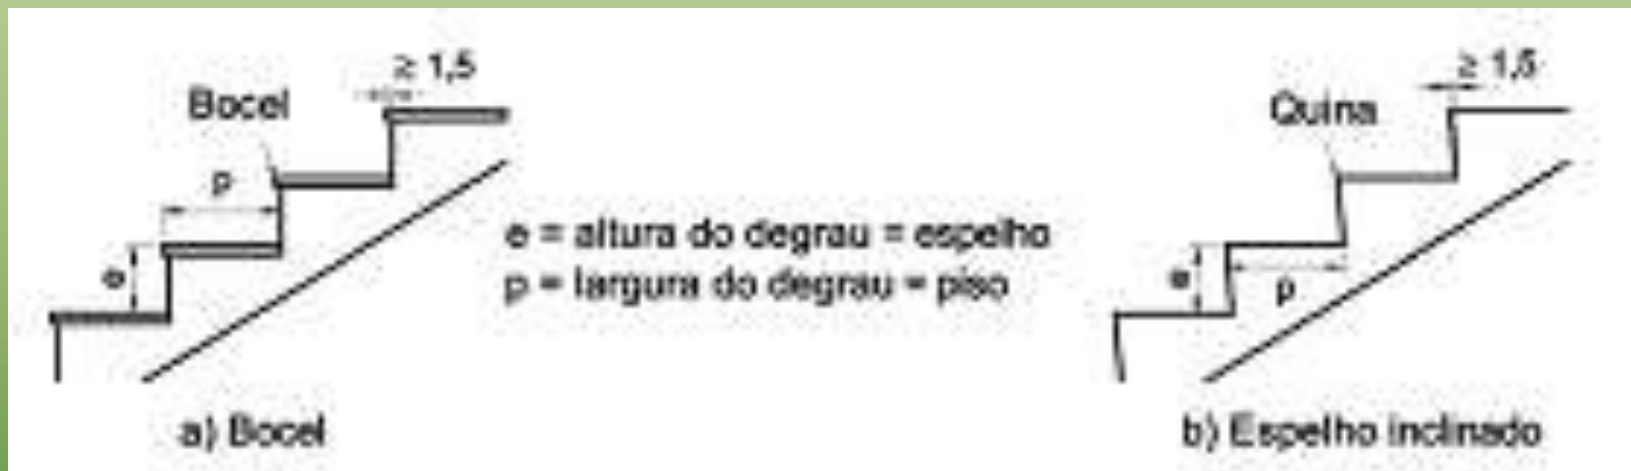 ≥ 1,5
Bocel
p
e
a) Bocel
e = altura do degrau = espelho
p = largura do degrau = piso
≥ 1,5
Quina
e
p
b) Espelho inclinado